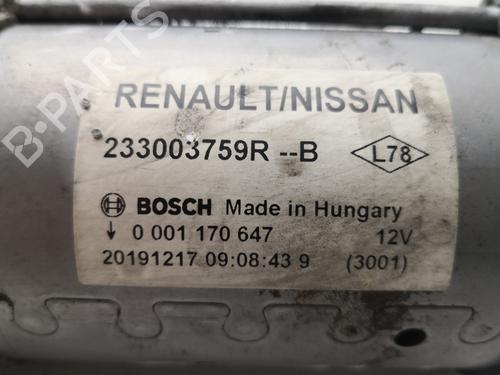 RENAULT/NISSAN
233003759R --B
L78
BOSCH Made in Hungary
0 001 170 647 12V
20191217 09:08:43 9 (3001)
B-PARTS